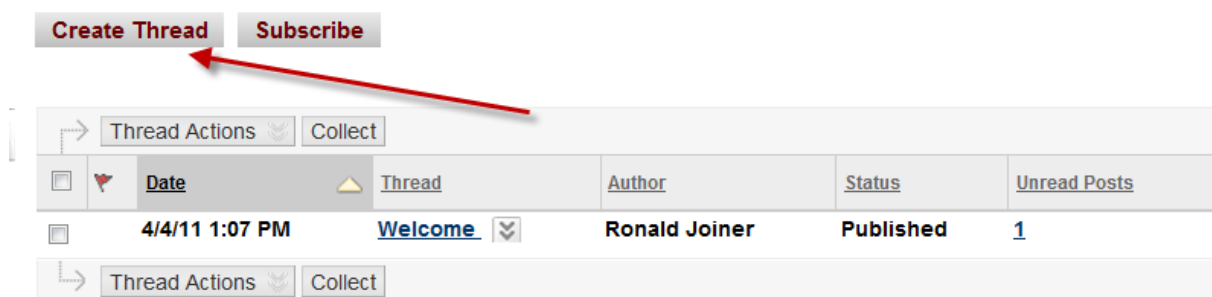 Create Thread Subscribe
Thread Actions Collect
Date Thread Author Status Unread Posts
4/4/11 1:07 PM Welcome Ronald Joiner Published 1
Thread Actions Collect